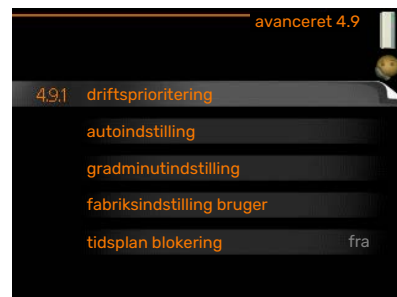 avanceret 4.9
4.9.1 driftsprioritering
autoindstilling
gradminutindstilling
fabriksindstilling bruger
tidsplan blokering fra